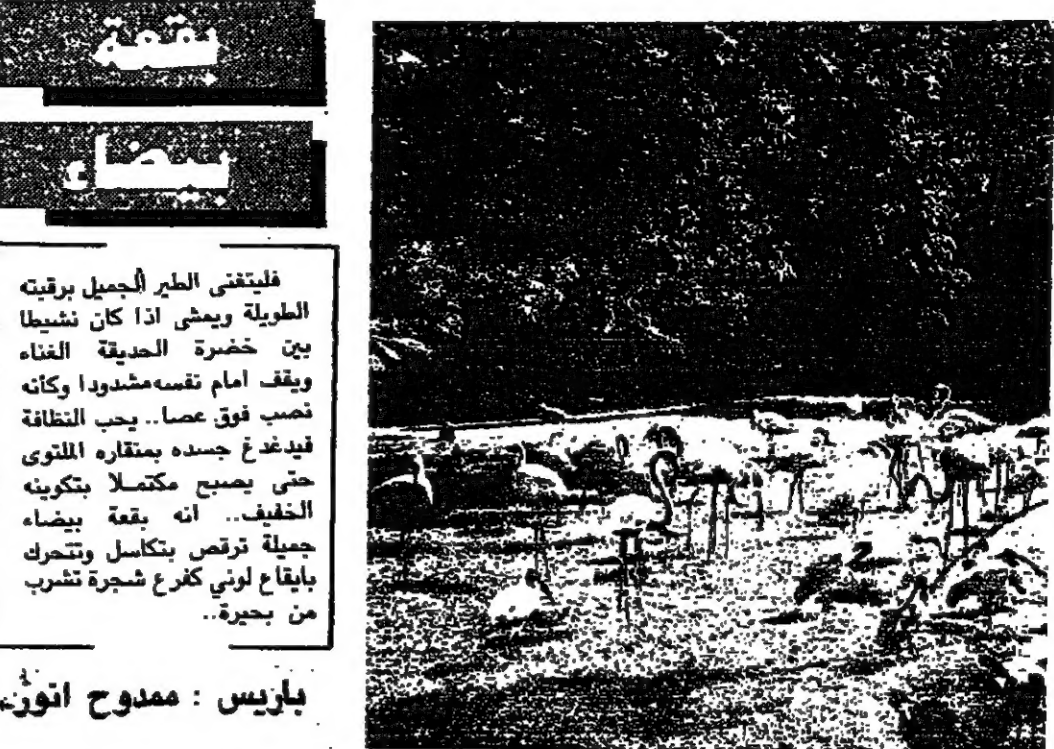 بقعة
بيضاء
فليتغنى الطير الجميل برقبته
الطويلة ويمشى اذا كان نشيطا
بين خضرة الحديقة الغناء
ويقف امام نفسه مشدودا وكأنه
نصب فوق عصا.. يحب النظافة
فيدغدغ جسده بمنقاره الملتوى
حتى يصبح مكتملا بتكوينه
الخفيف.. انه بقعة بيضاء
جميلة ترقص بتكاسل وتتحرك
بايقاع لوني كفرع شجرة تشرب
من بحيرة..
باريس : ممدوح انور